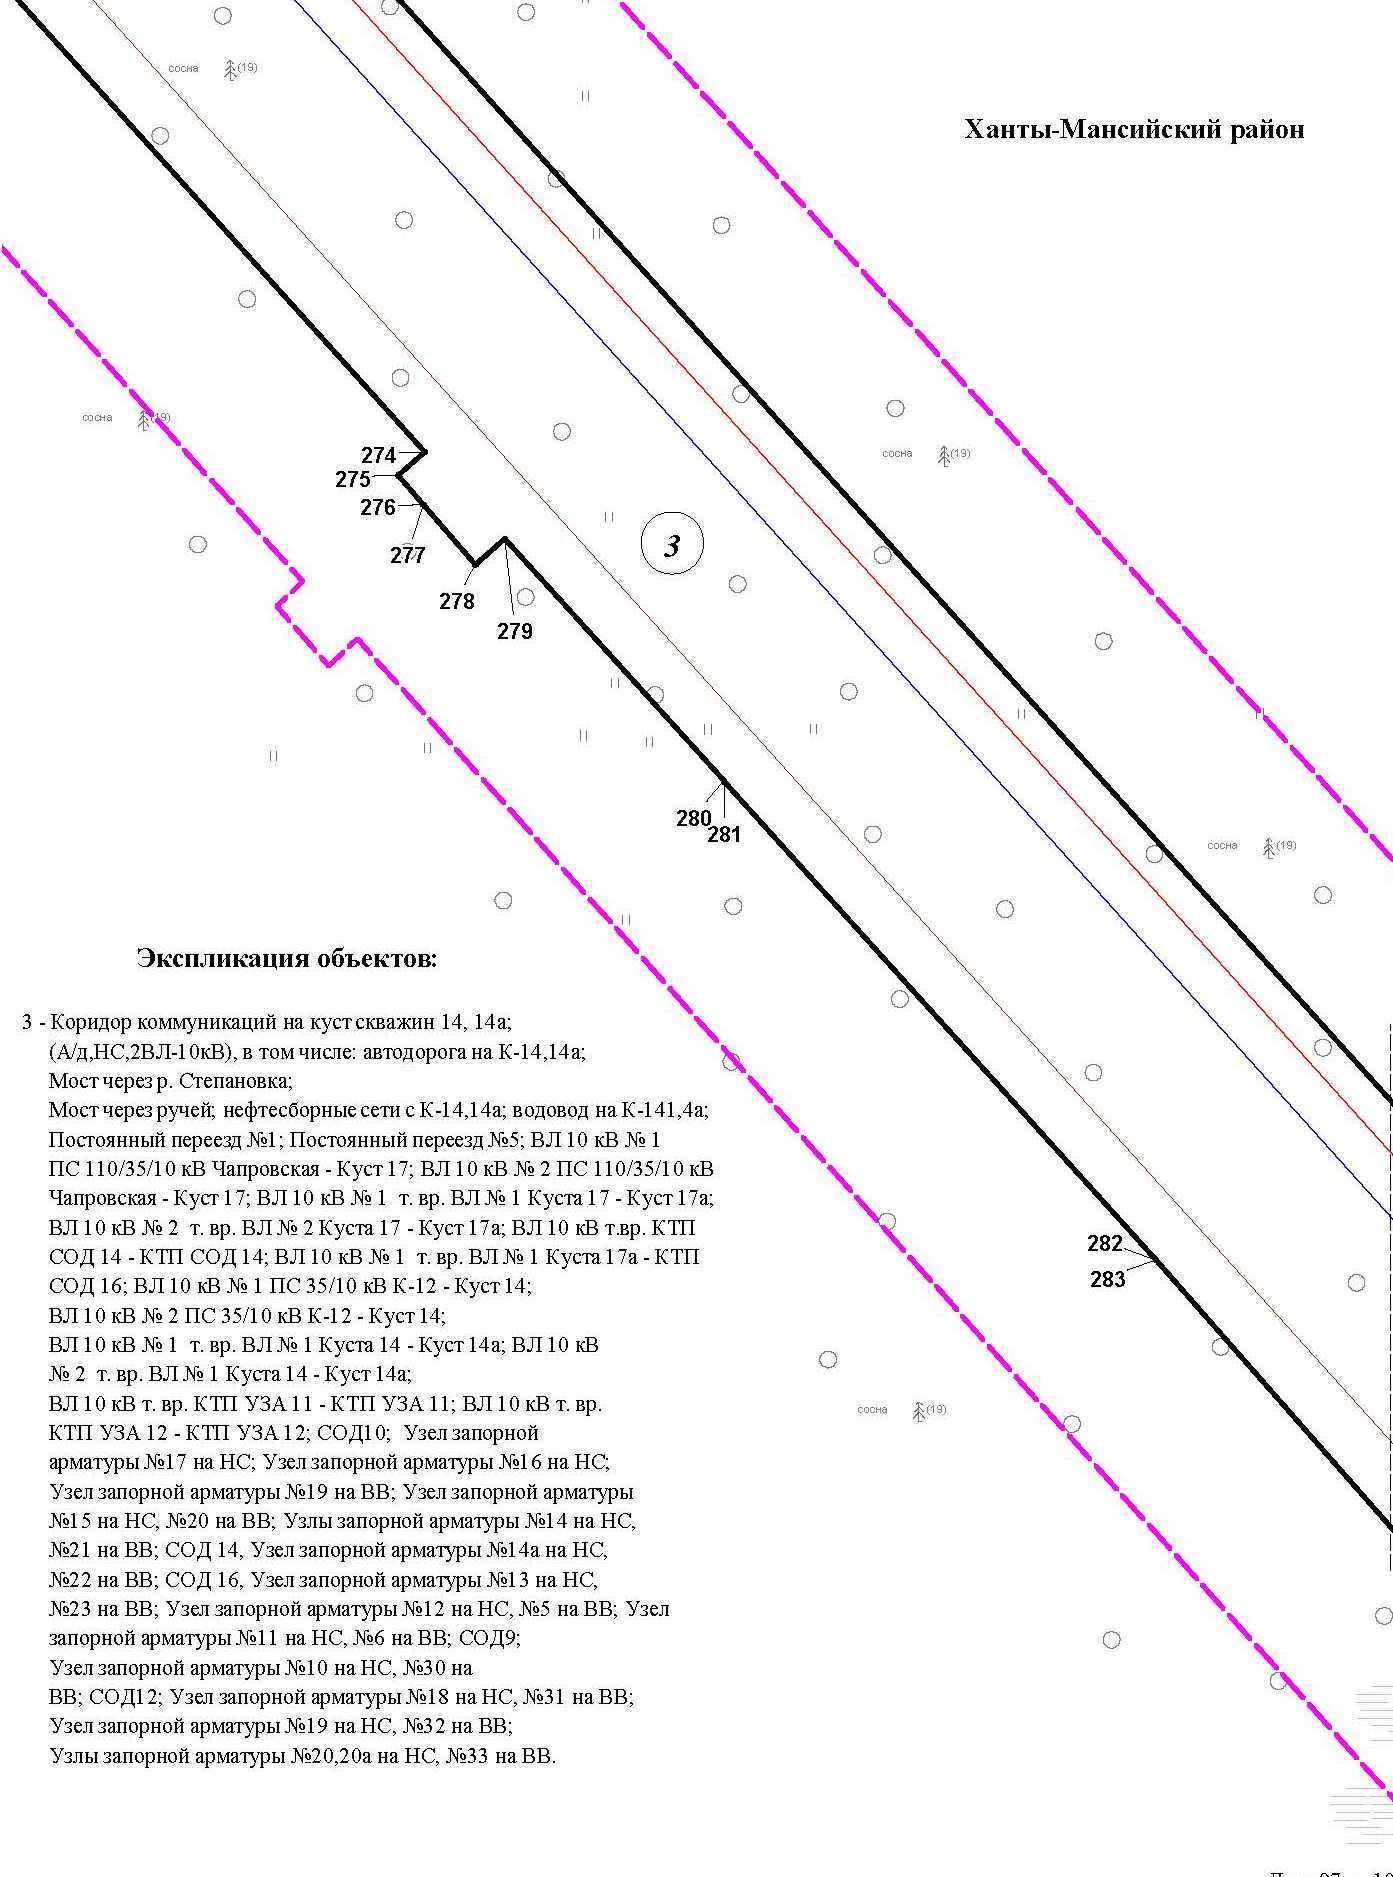 сосна (19)
Ханты-Мансийский район
сосна (19)
274
сосна (19)
275
276
3
277
278
279
280
281
сосна (19)
Экспликация объектов:
3 - Коридор коммуникаций на куст скважин 14, 14а;
(А/д,НС,2ВЛ-10кВ), в том числе: автодорога на К-14,14а;
Мост через р. Степановка;
Мост через ручей; нефтесборные сети с К-14,14а; водовод на К-141,4а;
Постоянный переезд №1; Постоянный переезд №5; ВЛ 10 кВ № 1
ПС 110/35/10 кВ Чапровская - Куст 17; ВЛ 10 кВ № 2 ПС 110/35/10 кВ
Чапровская - Куст 17; ВЛ 10 кВ № 1 т. вр. ВЛ № 1 Куста 17 - Куст 17а;
ВЛ 10 кВ № 2 т. вр. ВЛ № 2 Куста 17 - Куст 17а; ВЛ 10 кВ т.вр. КТП
СОД 14 - КТП СОД 14; ВЛ 10 кВ № 1 т. вр. ВЛ № 1 Куста 17а - КТП
СОД 16; ВЛ 10 кВ № 1 ПС 35/10 кВ К-12 - Куст 14;
ВЛ 10 кВ № 2 ПС 35/10 кВ К-12 - Куст 14;
ВЛ 10 кВ № 1 т. вр. ВЛ № 1 Куста 14 - Куст 14а; ВЛ 10 кВ
№ 2 т. вр. ВЛ № 1 Куста 14 - Куст 14а;
ВЛ 10 кВ т. вр. КТП УЗА 11 - КТП УЗА 11; ВЛ 10 кВ т. вр.
КТП УЗА 12 - КТП УЗА 12; СОД10; Узел запорной
арматуры №17 на НС; Узел запорной арматуры №16 на НС;
Узел запорной арматуры №19 на ВВ; Узел запорной арматуры
№15 на НС, №20 на ВВ; Узлы запорной арматуры №14 на НС,
№21 на ВВ; СОД 14, Узел запорной арматуры №14а на НС,
№22 на ВВ; СОД 16, Узел запорной арматуры №13 на НС,
№23 на ВВ; Узел запорной арматуры №12 на НС, №5 на ВВ; Узел
запорной арматуры №11 на НС, №6 на ВВ; СОД9;
Узел запорной арматуры №10 на НС, №30 на
ВВ; СОД12; Узел запорной арматуры №18 на НС, №31 на ВВ;
Узел запорной арматуры №19 на НС, №32 на ВВ;
Узлы запорной арматуры №20,20а на НС, №33 на ВВ.
282
283
сосна (19)